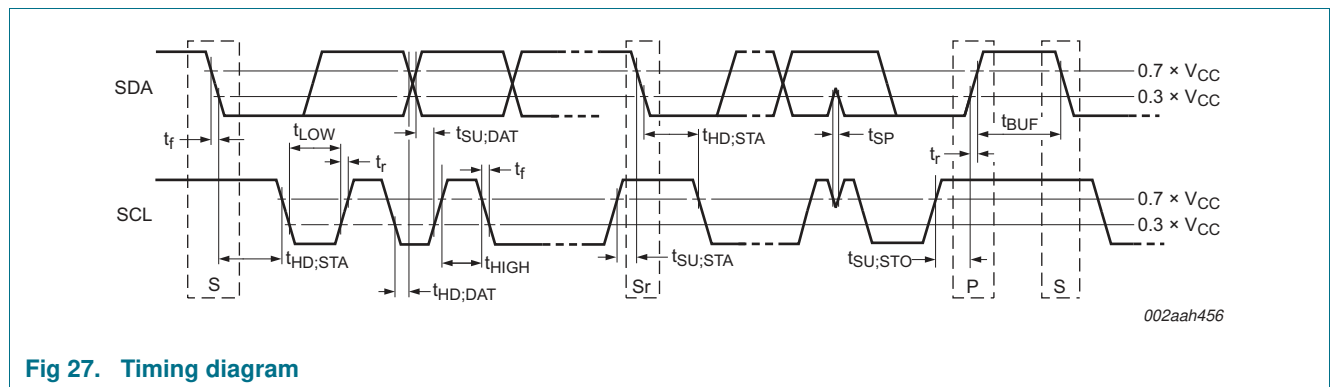 0.7 × VCC
SDA
0.3 × VCC
tf
tLOW
tSU;DAT
tHD;STA
tSP
tBUF
tr
tf
tr
0.7 × VCC
SCL
0.3 × VCC
tHD;STA
tHIGH
tSU;STA
tSU;STO
S
tHD;DAT
Sr
P
S
002aah456
Fig 27. Timing diagram